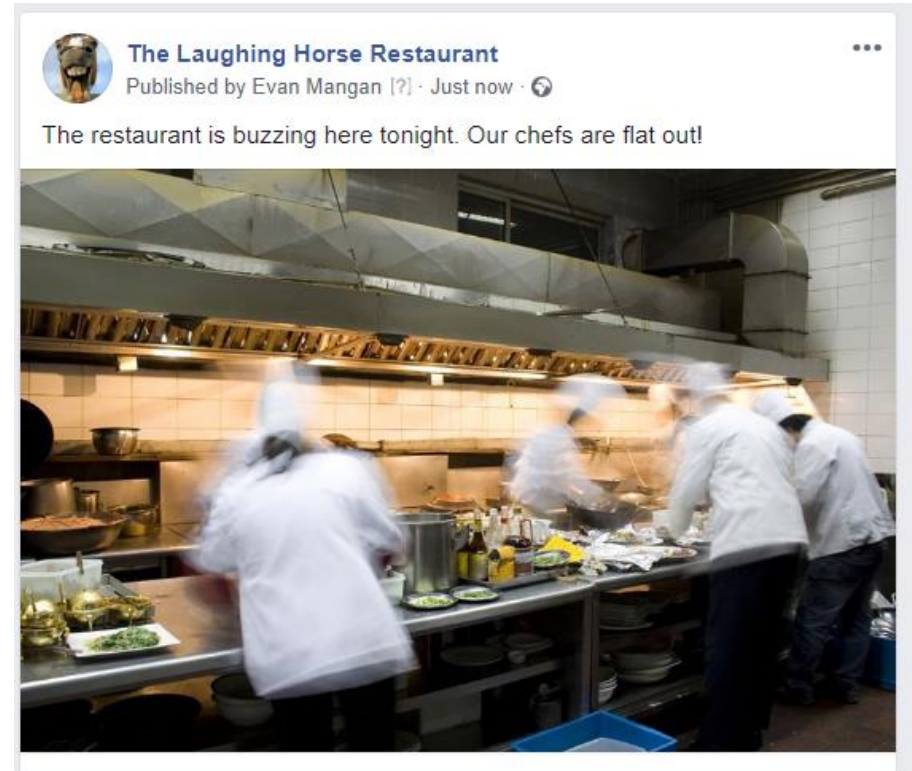 The Laughing Horse Restaurant
Published by Evan Mangan [?] · Just now ·
The restaurant is buzzing here tonight. Our chefs are flat out!